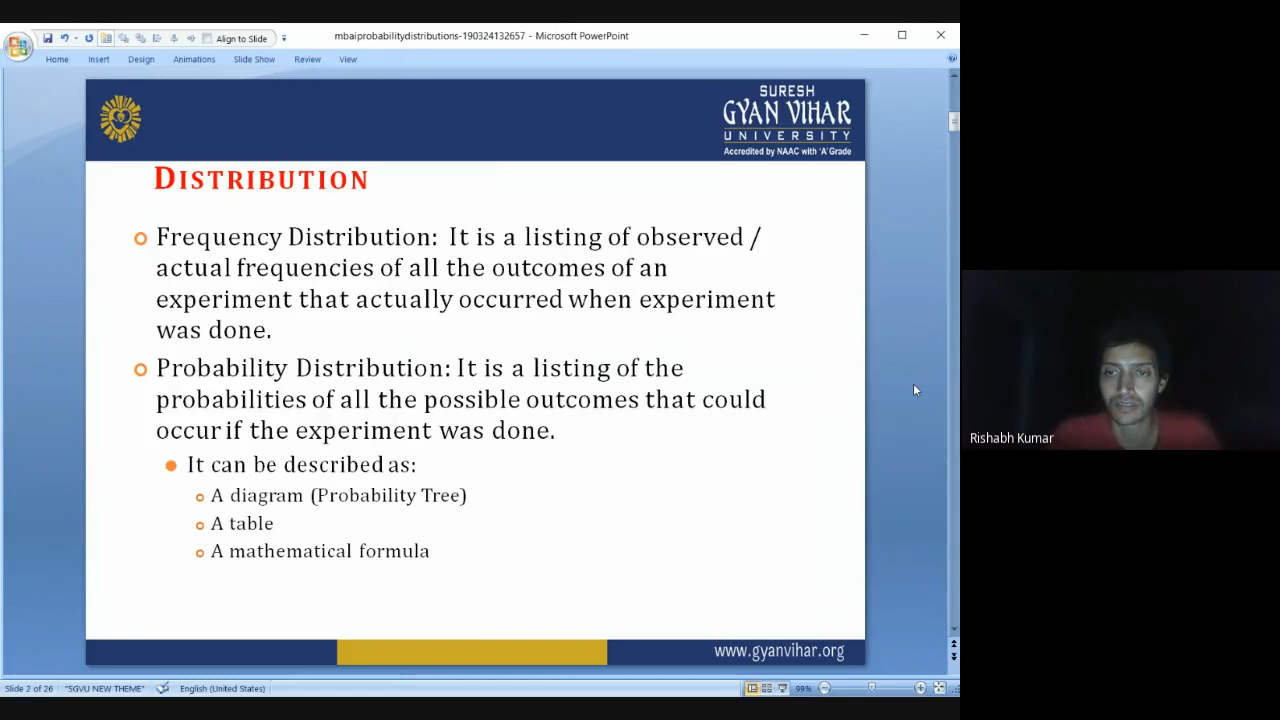 Align to Slide
mbaiprobabilitydistributions-190324132657 - Microsoft PowerPoint
Home Insert Design Animations Slide Show Review View
SURESH
GYAN VIHAR
UNIVERSITY
Accredited by NAAC with 'A' Grade
DISTRIBUTION
Frequency Distribution: It is a listing of observed /
actual frequencies of all the outcomes of an
experiment that actually occurred when experiment
was done.
Probability Distribution: It is a listing of the
probabilities of all the possible outcomes that could
occur if the experiment was done.
It can be described as:
A diagram (Probability Tree)
A table
A mathematical formula
Rishabh Kumar
www.gyanvihar.org
Slide 2 of 26 "SGVU NEW THEME" English (United States) 99%